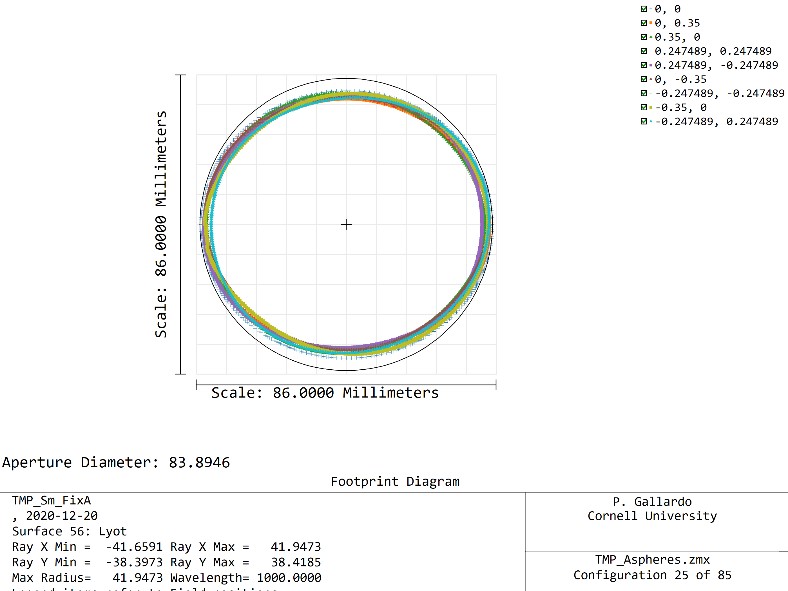 0, 0
0, 0.35
0.35, 0
0.247489, 0.247489
0.247489, -0.247489
0, -0.35
-0.247489, -0.247489
-0.35, 0
-0.247489, 0.247489
Scale: 86.0000 Millimeters
Scale: 86.0000 Millimeters
Aperture Diameter: 83.8946
Footprint Diagram
TMP_Sm_FixA
, 2020-12-20
Surface 56: Lyot
Ray X Min = -41.6591 Ray X Max = 41.9473
Ray Y Min = -38.3973 Ray Y Max = 38.4185
Max Radius= 41.9473 Wavelength= 1000.0000
P. Gallardo
Cornell University
TMP_Aspheres.zmx
Configuration 25 of 85